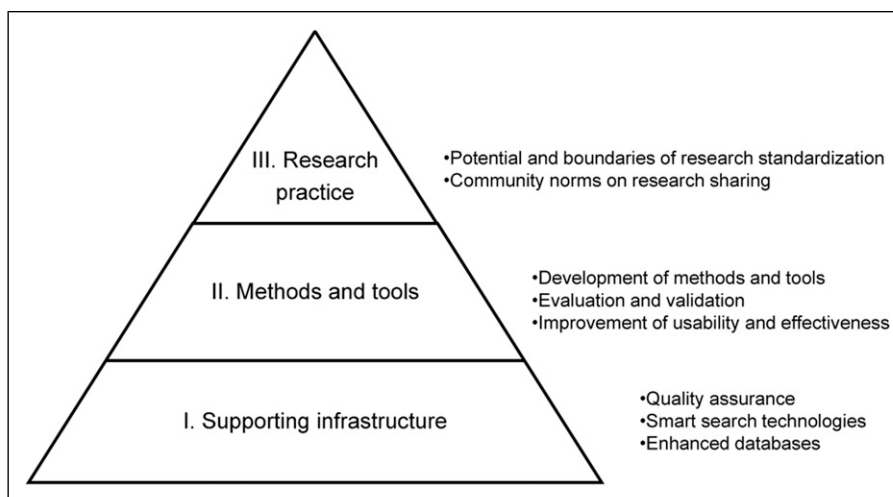 III. Research
practice
•Potential and boundaries of research standardization
•Community norms on research sharing
II. Methods and tools
•Development of methods and tools
•Evaluation and validation
•Improvement of usability and effectiveness
I. Supporting infrastructure
•Quality assurance
•Smart search technologies
•Enhanced databases